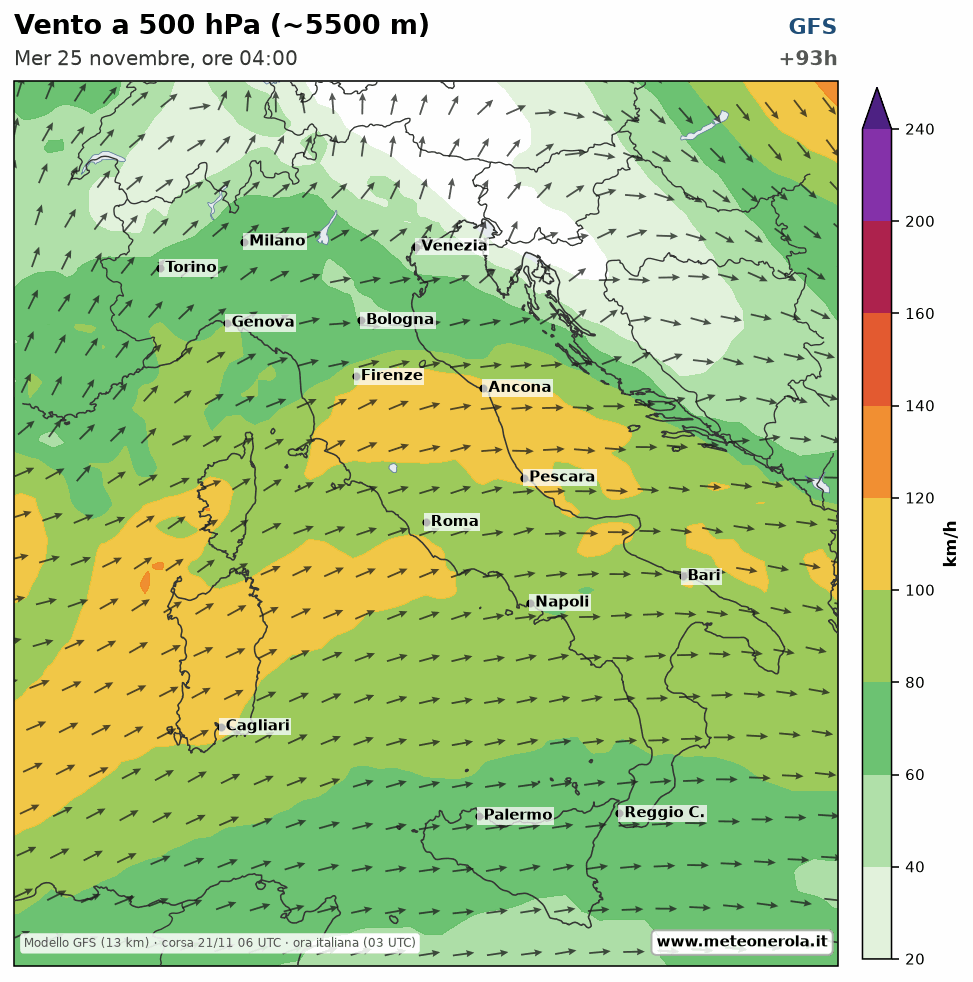 Vento a 500 hPa (~5500 m)
GFS
Mer 25 novembre, ore 04:00
+93h
Milano
Venezia
Torino
Genova
Bologna
Firenze
Ancona
Pescara
Roma
Bari
Napoli
Cagliari
Palermo
Reggio C.
240
200
160
140
120
100
80
60
40
20
km/h
Modello GFS (13 km) · corsa 21/11 06 UTC · ora italiana (03 UTC)
www.meteonerola.it